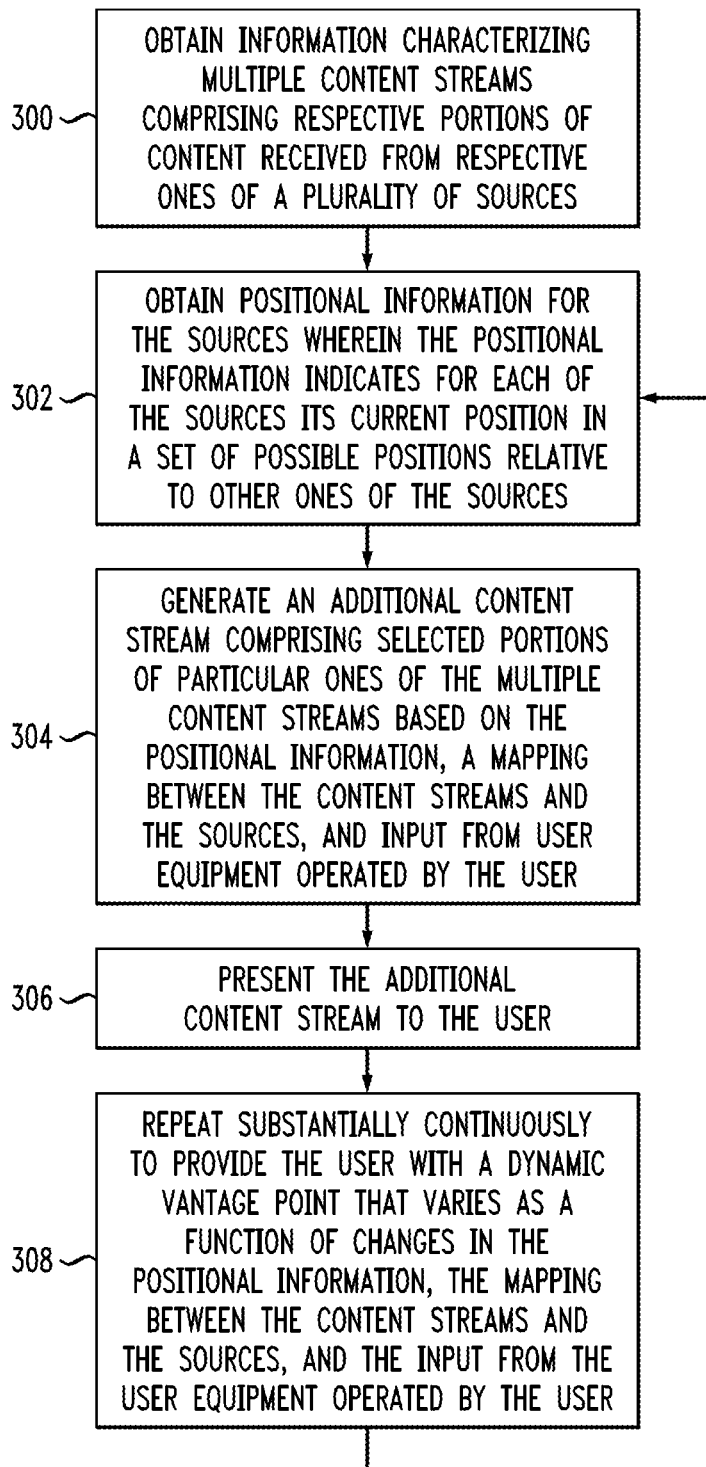 OBTAIN INFORMATION CHARACTERIZING
MULTIPLE CONTENT STREAMS
COMPRISING RESPECTIVE PORTIONS OF
CONTENT RECEIVED FROM RESPECTIVE
ONES OF A PLURALITY OF SOURCES
300
OBTAIN POSITIONAL INFORMATION FOR
THE SOURCES WHEREIN THE POSITIONAL
INFORMATION INDICATES FOR EACH OF
THE SOURCES ITS CURRENT POSITION IN
A SET OF POSSIBLE POSITIONS RELATIVE
TO OTHER ONES OF THE SOURCES
302
GENERATE AN ADDITIONAL CONTENT
STREAM COMPRISING SELECTED PORTIONS
OF PARTICULAR ONES OF THE MULTIPLE
CONTENT STREAMS BASED ON THE
POSITIONAL INFORMATION, A MAPPING
BETWEEN THE CONTENT STREAMS AND
THE SOURCES, AND INPUT FROM USER
EQUIPMENT OPERATED BY THE USER
304
PRESENT THE ADDITIONAL
CONTENT STREAM TO THE USER
306
REPEAT SUBSTANTIALLY CONTINUOUSLY
TO PROVIDE THE USER WITH A DYNAMIC
VANTAGE POINT THAT VARIES AS A
FUNCTION OF CHANGES IN THE
POSITIONAL INFORMATION, THE MAPPING
BETWEEN THE CONTENT STREAMS AND
THE SOURCES, AND THE INPUT FROM THE
USER EQUIPMENT OPERATED BY THE USER
308